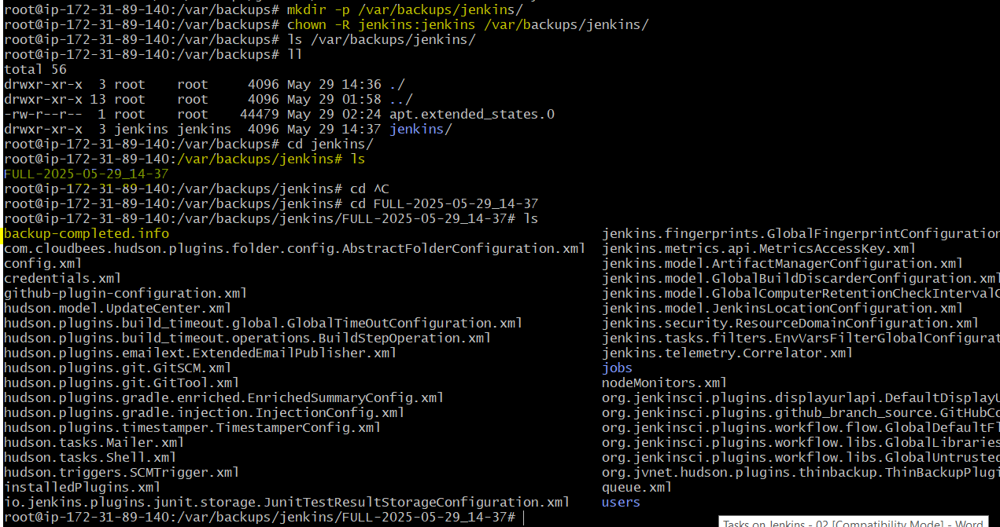 root@ip-172-31-89-140:/var/backups# mkdir -p /var/backups/jenkins/
root@ip-172-31-89-140:/var/backups# chown -R jenkins:jenkins /var/backups/jenkins/
root@ip-172-31-89-140:/var/backups# ls /var/backups/jenkins/
root@ip-172-31-89-140:/var/backups# ll
total 56
drwxr-xr-x  3 root    root     4096 May 29 14:36 ./
drwxr-xr-x 13 root    root     4096 May 29 01:58 ../
-rw-r--r--  1 root    root    44479 May 29 02:24 apt.extended_states.0
drwxr-xr-x  3 jenkins jenkins  4096 May 29 14:37 jenkins/
root@ip-172-31-89-140:/var/backups# cd jenkins/
root@ip-172-31-89-140:/var/backups/jenkins# ls
FULL-2025-05-29_14-37
root@ip-172-31-89-140:/var/backups/jenkins# cd ^C
root@ip-172-31-89-140:/var/backups/jenkins# cd FULL-2025-05-29_14-37
root@ip-172-31-89-140:/var/backups/jenkins/FULL-2025-05-29_14-37# ls
backup-completed.info jenkins.fingerprints.GlobalFingerprintConfiguration
com.cloudbees.hudson.plugins.folder.config.AbstractFolderConfiguration.xml jenkins.metrics.api.MetricsAccessKey.xml
config.xml jenkins.model.ArtifactManagerConfiguration.xml
credentials.xml jenkins.model.GlobalBuildDiscarderConfiguration.xml
github-plugin-configuration.xml jenkins.model.GlobalComputerRetentionCheckIntervalC
hudson.model.UpdateCenter.xml jenkins.model.JenkinsLocationConfiguration.xml
hudson.plugins.build_timeout.global.GlobalTimeOutConfiguration.xml jenkins.security.ResourceDomainConfiguration.xml
hudson.plugins.build_timeout.operations.BuildStepOperation.xml jenkins.tasks.filters.EnvVarsFilterGlobalConfigurat
hudson.plugins.emailext.ExtendedEmailPublisher.xml jenkins.telemetry.Correlator.xml
hudson.plugins.git.GitSCM.xml jobs
hudson.plugins.git.GitTool.xml nodeMonitors.xml
hudson.plugins.gradle.enriched.EnrichedSummaryConfig.xml org.jenkinsci.plugins.displayurlapi.DefaultDisplayU
hudson.plugins.gradle.injection.InjectionConfig.xml org.jenkinsci.plugins.github_branch_source.GitHubCo
hudson.plugins.timestamper.TimestamperConfig.xml org.jenkinsci.plugins.workflow.flow.GlobalDefaultFl
hudson.tasks.Mailer.xml org.jenkinsci.plugins.workflow.libs.GlobalLibraries
hudson.tasks.Shell.xml org.jenkinsci.plugins.workflow.libs.GlobalUntrusted
hudson.triggers.SCMTrigger.xml org.jvnet.hudson.plugins.thinbackup.ThinBackupPlugi
installedPlugins.xml queue.xml
io.jenkins.plugins.junit.storage.JunitTestResultStorageConfiguration.xml users
root@ip-172-31-89-140:/var/backups/jenkins/FULL-2025-05-29_14-37#
Tasks on Jenkins - 02 [Compatibility Mode] - Word